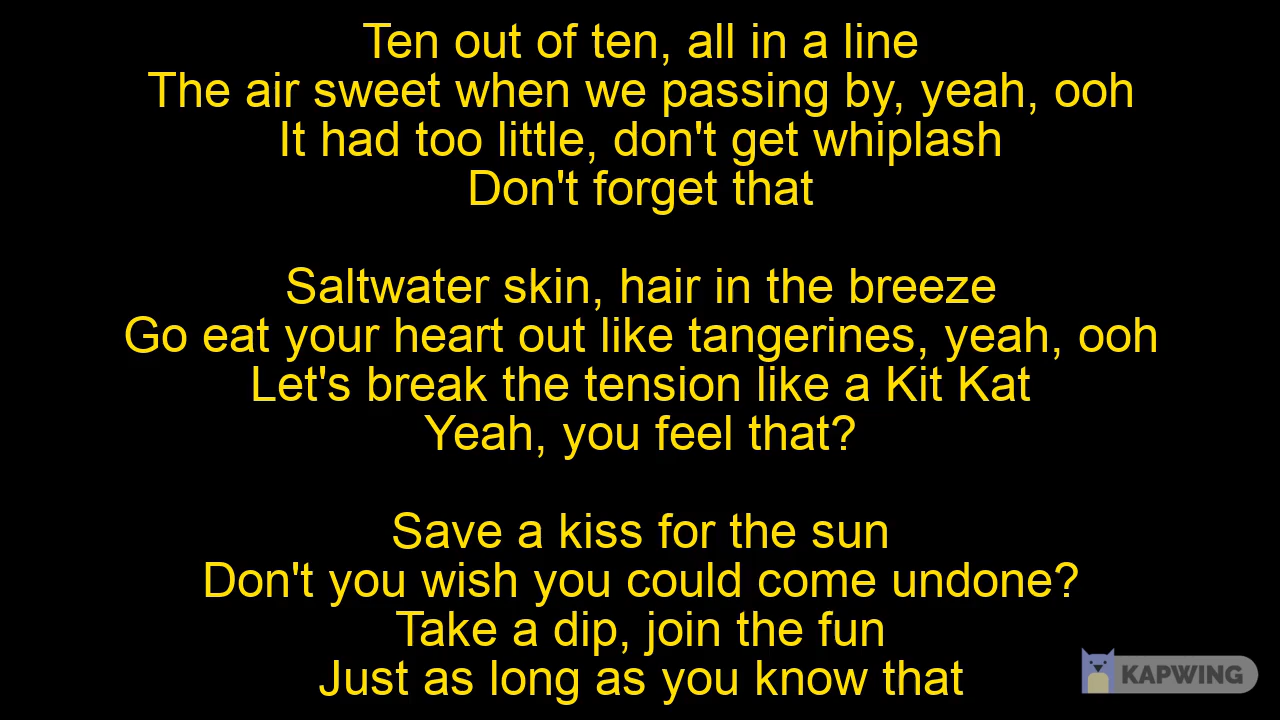 Ten out of ten, all in a line
The air sweet when we passing by, yeah, ooh
It had too little, don't get whiplash
Don't forget that
Saltwater skin, hair in the breeze
Go eat your heart out like tangerines, yeah, ooh
Let's break the tension like a Kit Kat
Yeah, you feel that?
Save a kiss for the sun
Don't you wish you could come undone?
Take a dip, join the fun
Just as long as you know that
KAPWING